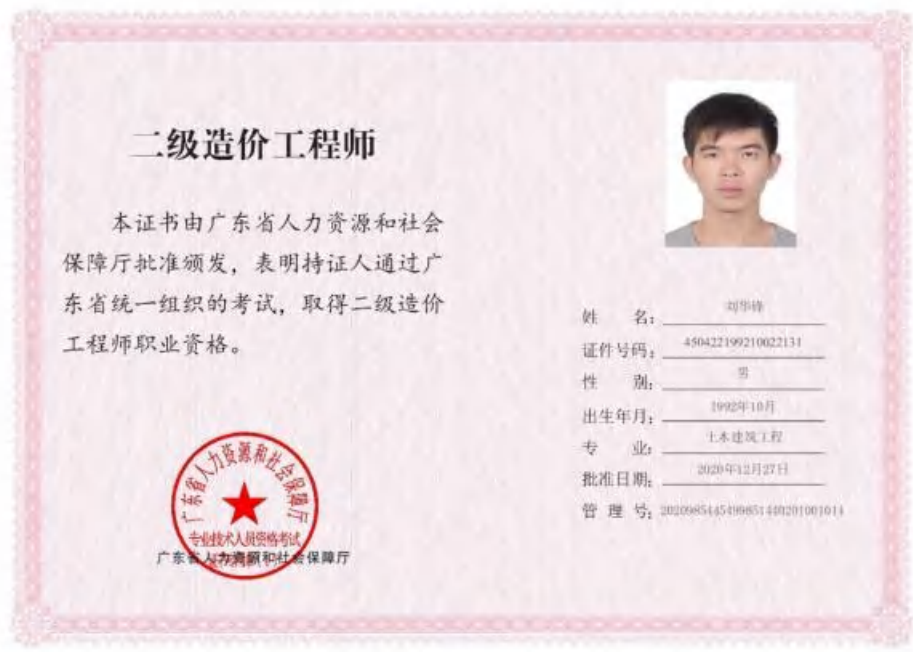 二级造价工程师
本证书由广东省人力资源和社会
保障厅批准颁发，表明持证人通过广
东省统一组织的考试，取得二级造价
工程师职业资格。
姓 名：刘华锋
证件号码：450422199210022131
性 别：男
出生年月：1992年10月
专 业：土木建筑工程
批准日期：2020年12月27日
管 理 号：
广东省人力资源和社会保障厅
专业技术人员资格考试
广东省人力资源和社会保障厅